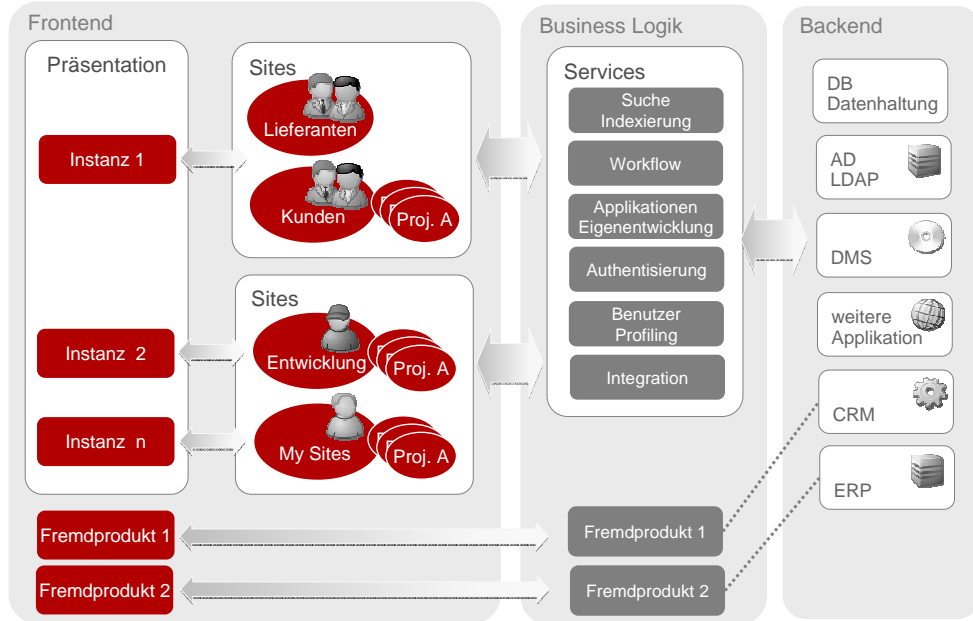 Frontend
Präsentation
Instanz 1
Instanz 2
Instanz n
Fremdprodukt 1
Fremdprodukt 2
Sites
Lieferanten
Kunden
Proj. A
Sites
Entwicklung
Proj. A
My Sites
Proj. A
Business Logik
Services
Suche
Indexierung
Workflow
Applikationen
Eigenentwicklung
Authentisierung
Benutzer
Profiling
Integration
Fremdprodukt 1
Fremdprodukt 2
Backend
DB
Datenhaltung
AD
LDAP
DMS
weitere
Applikation
CRM
ERP